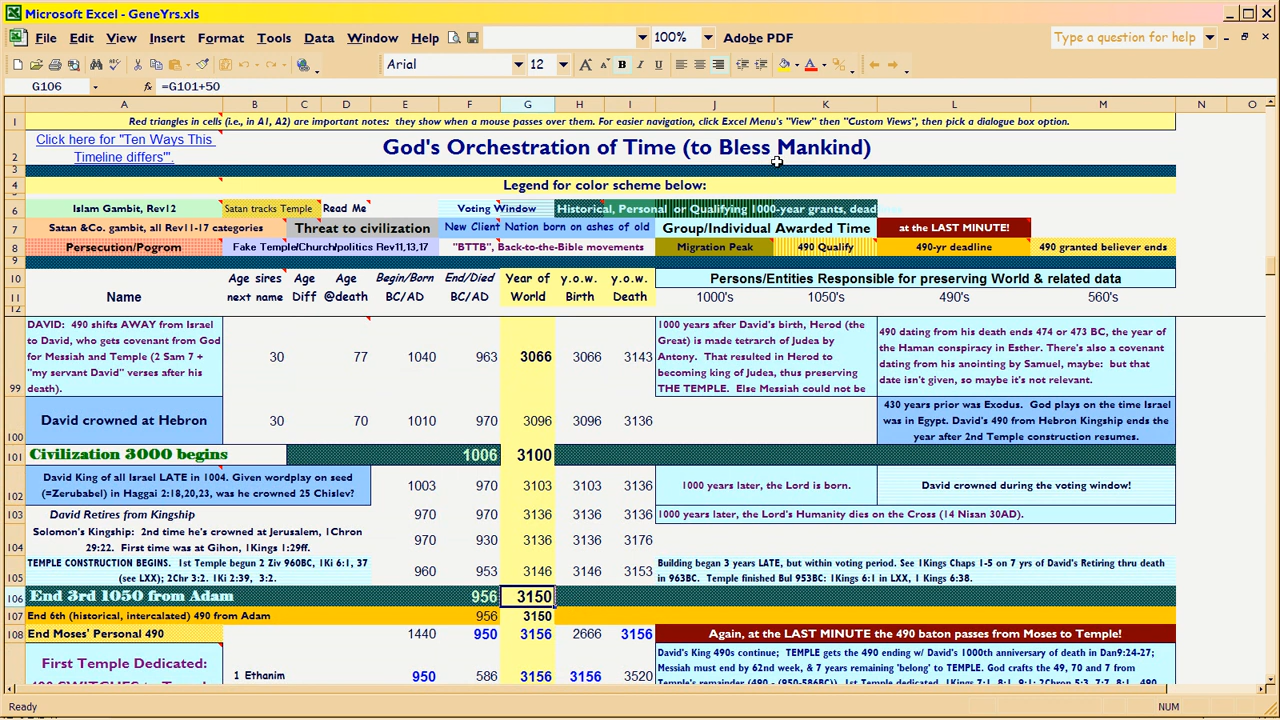 Microsoft Excel - GeneYrs.xls
File Edit View Insert Format Tools Data Window Help 100% Adobe PDF Type a question for help
Arial 12 B I U
G106 fx =G101+50
A B C D E F G H I J K L M N O
1 Red triangles in cells (i.e., in A1, A2) are important notes: they show when a mouse passes over them. For easier navigation, click Excel Menu's "View" then "Custom Views", then pick a dialogue box option.
Click here for "Ten Ways This
Timeline differs'".
2 God's Orchestration of Time (to Bless Mankind)
3
4 Legend for color scheme below:
6 Islam Gambit, Rev12 Satan tracks Temple Read Me Voting Window Historical, Personal or Qualifying 1000-year grants, dead
7 Satan &Co. gambit, all Rev11-17 categories Threat to civilization New Client Nation born on ashes of old Group/Individual Awarded Time at the LAST MINUTE!
8 Persecution/Pogrom Fake Temple/Church/politics Rev11,13,17 "BTTB", Back-to-the-Bible movements Migration Peak 490 Qualify 490-yr deadline 490 granted believer ends
9
10 Age sires Age Age Begin/Born End/Died Year of y.o.w. y.o.w. Persons/Entities Responsible for preserving World & related data
11 Name next name Diff @death BC/AD BC/AD World Birth Death 1000's 1050's 490's 560's
12
DAVID: 490 shifts AWAY from Israel
to David, who gets covenant from God
for Messiah and Temple (2 Sam 7 +
"my servant David" verses after his
death).
99 30 77 1040 963 3066 3066 3143
1000 years after David's birth, Herod (the
Great) is made tetrarch of Judea by
Antony. That resulted in Herod to
becoming king of Judea, thus preserving
THE TEMPLE. Else Messiah could not be
490 dating from his death ends 474 or 473 BC, the year of
the Haman conspiracy in Esther. There's also a covenant
dating from his anointing by Samuel, maybe: but that
date isn't given, so maybe it's not relevant.
100 David crowned at Hebron 30 70 1010 970 3096 3096 3136
430 years prior was Exodus. God plays on the time Israel
was in Egypt. David's 490 from Hebron Kingship ends the
year after 2nd Temple construction resumes.
101 Civilization 3000 begins 1006 3100
David King of all Israel LATE in 1004. Given wordplay on seed
(=Zerubabel) in Haggai 2:18,20,23, was he crowned 25 Chislev?
102 1003 970 3103 3103 3136 1000 years later, the Lord is born. David crowned during the voting window!
103 David Retires from Kingship 970 970 3136 3136 3136 1000 years later, the Lord's Humanity dies on the Cross (14 Nisan 30AD).
Solomon's Kingship: 2nd time he's crowned at Jerusalem, 1Chron
29:22. First time was at Gihon, 1Kings 1:29ff.
104 970 930 3136 3136 3176
TEMPLE CONSTRUCTION BEGINS. 1st Temple begun 2 Ziv 960BC, 1Ki 6:1, 37
(see LXX); 2Chr 3:2. 1Ki 2:39, 3:2.
105 960 953 3146 3146 3153
Building began 3 years LATE, but within voting period. See 1Kings Chaps 1-5 on 7 yrs of David's Retiring thru death
in 963BC. Temple finished Bul 953BC: 1Kings 6:1 in LXX, 1 Kings 6:38.
106 End 3rd 1050 from Adam 956 3150
107 End 6th (historical, intercalated) 490 from Adam 956 3150
108 End Moses' Personal 490 1440 950 3156 2666 3156 Again, at the LAST MINUTE the 490 baton passes from Moses to Temple!
First Temple Dedicated:
1 Ethanim 950 586 3156 3156 3520
David's King 490s continue; TEMPLE gets the 490 ending w/ David's 1000th anniversary of death in Dan9:24-27;
Messiah must end by 62nd week, & 7 years remaining 'belong' to TEMPLE. God crafts the 49, 70 and 7 from
Ready NUM